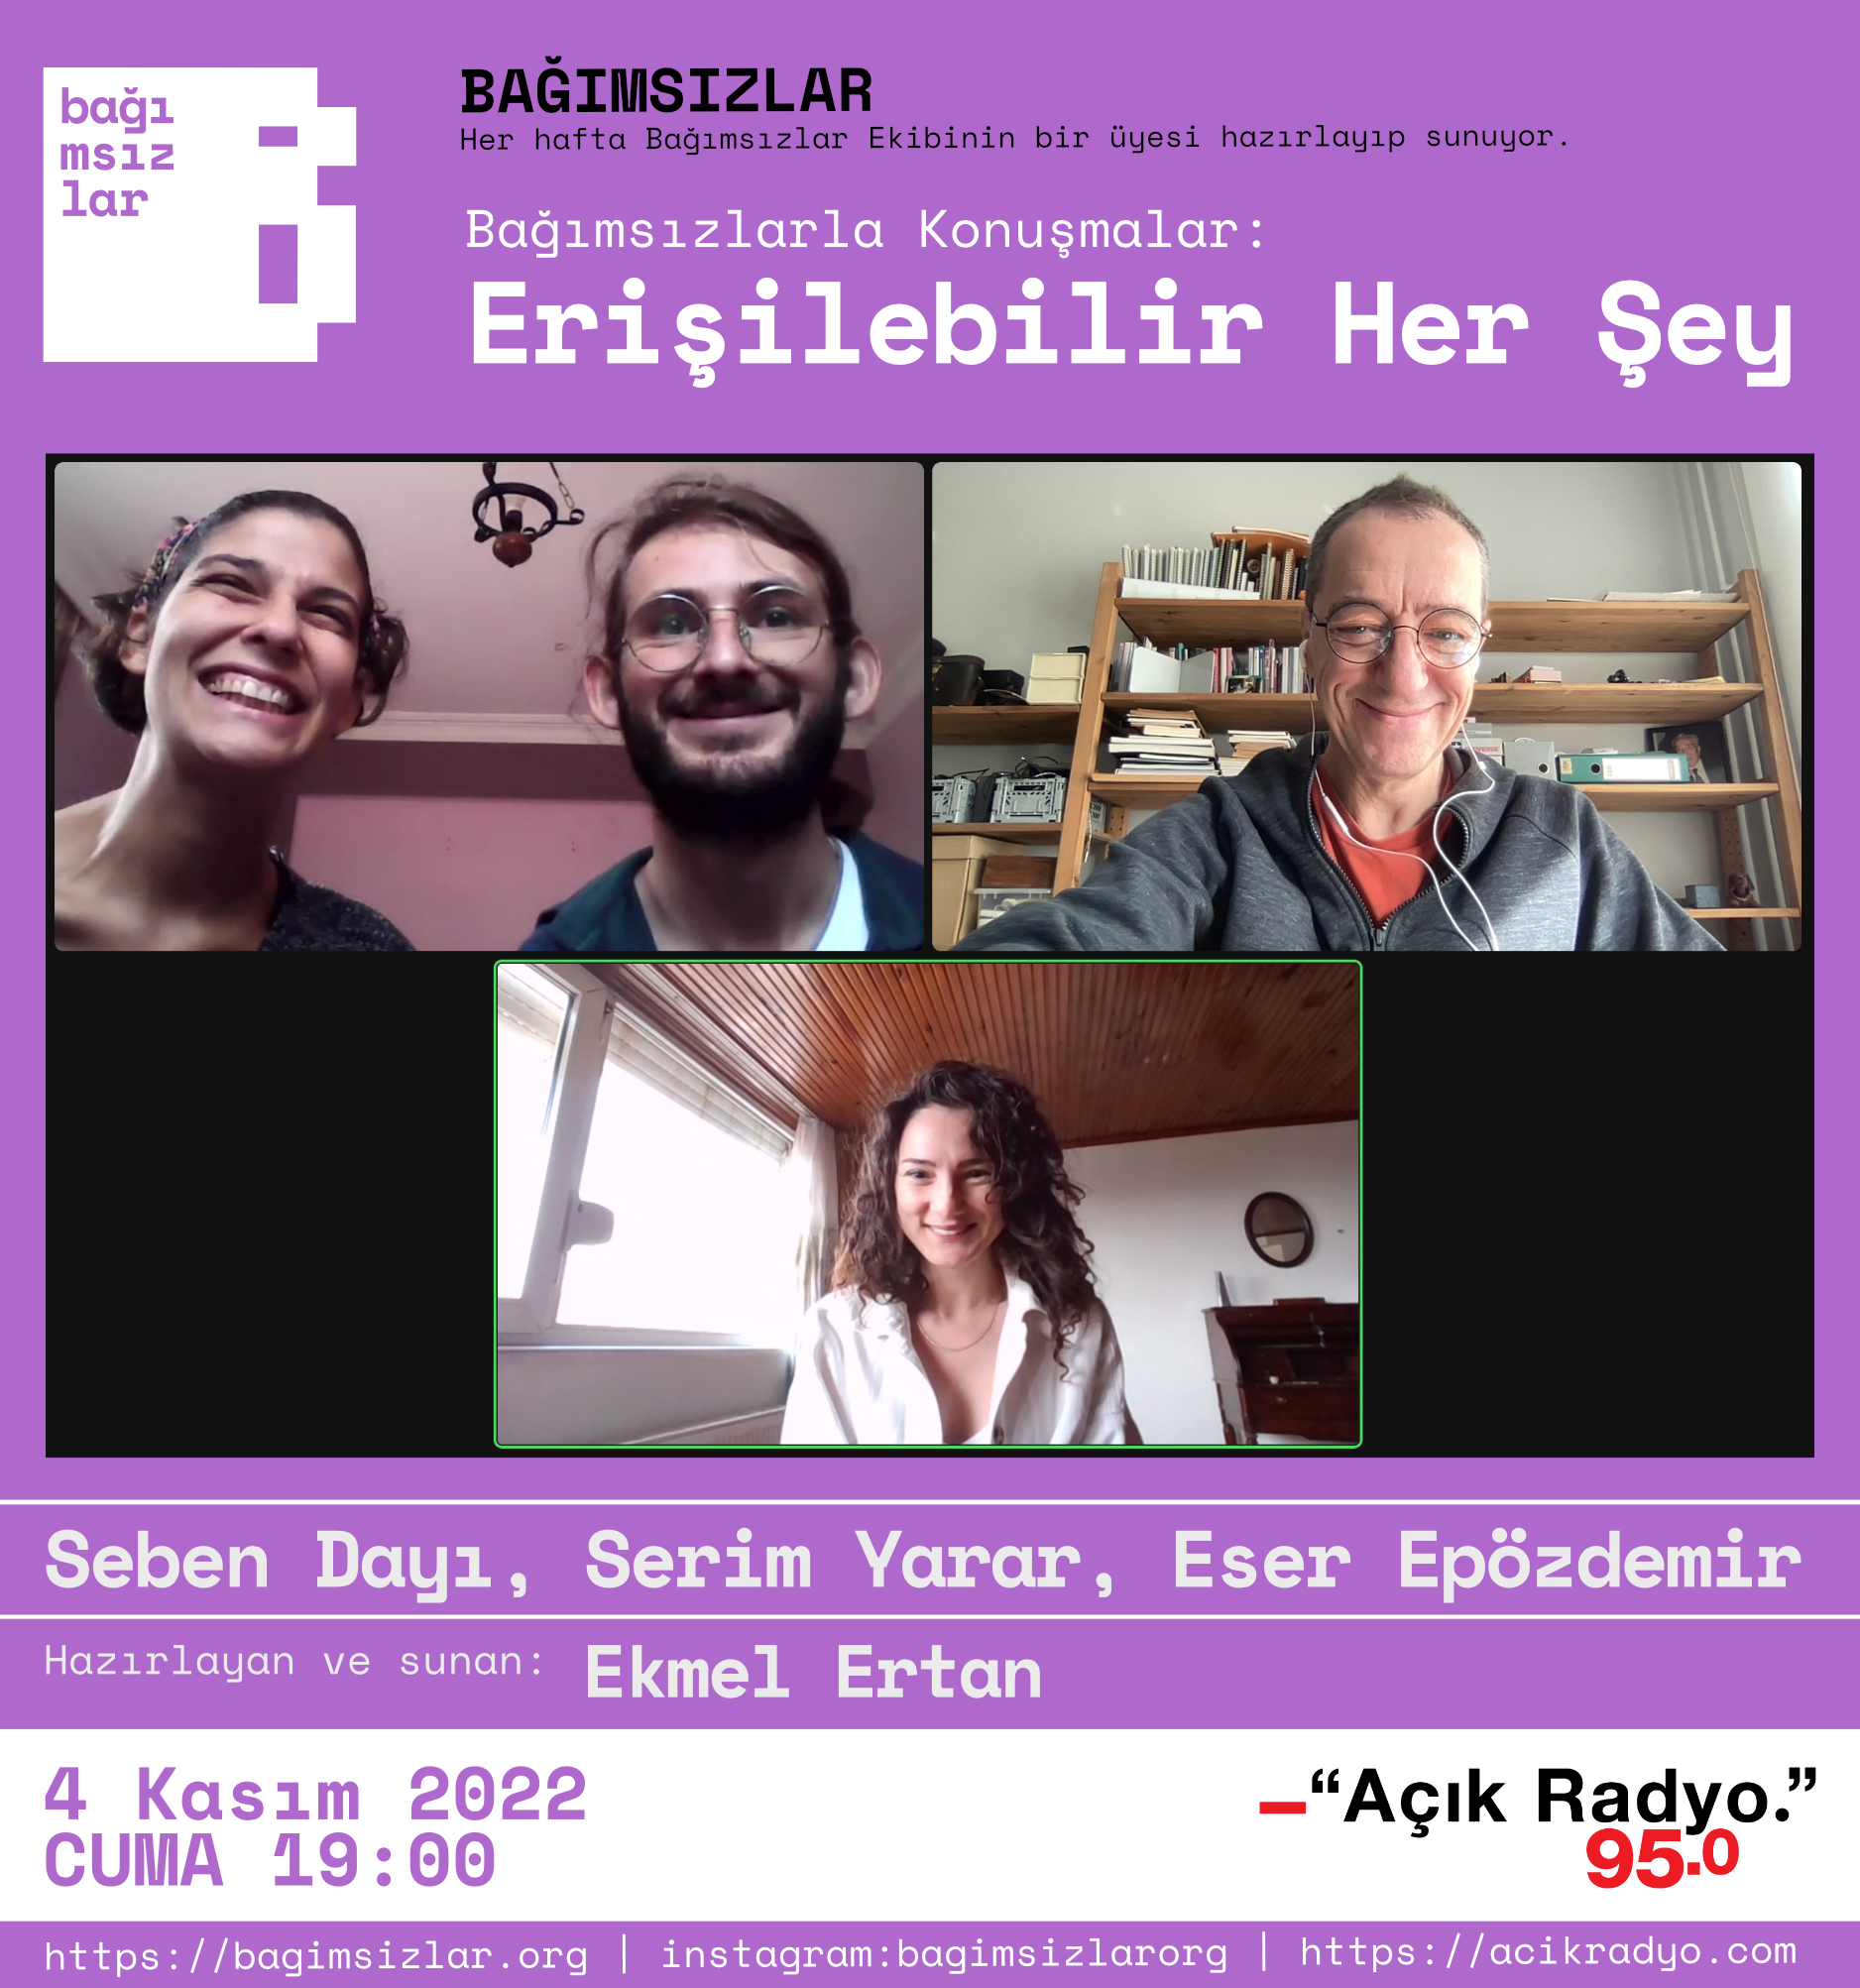 bağı
msız
lar
BAĞIMSIZLAR
Her hafta Bağımsızlar Ekibinin bir üyesi hazırlayıp sunuyor.
Bağımsızlarla Konuşmalar:
Erişilebilir Her Şey
Seben Dayı, Serim Yarar, Eser Epözdemir
Hazırlayan ve sunan: Ekmel Ertan
4 Kasım 2022
CUMA 19:00
–“Açık Radyo.”
95.0
https://bagimsizlar.org | instagram:bagimsizlarorg | https://acikradyo.com